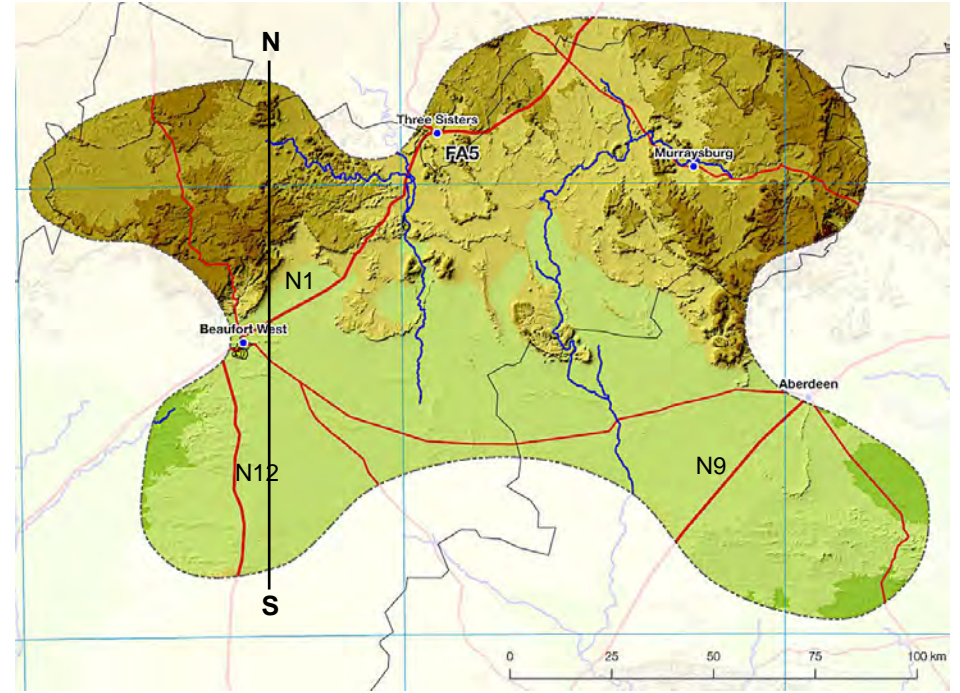 N
Three Sisters
FA5
Murraysburg
N1
Beaufort West
Aberdeen
N12
N9
S
0 25 50 75 100 km